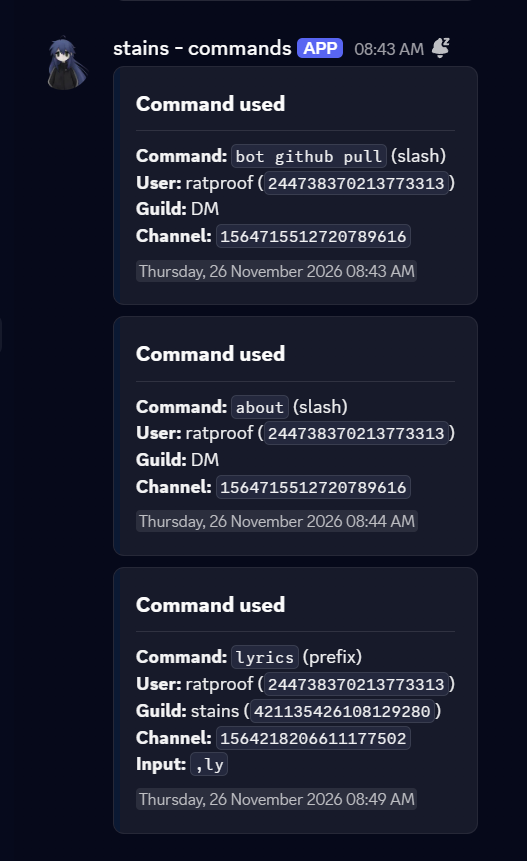 stains - commands APP 08:43 AM
Command used
Command: bot github pull (slash)
User: ratproof (244738370213773313)
Guild: DM
Channel: 1564715512720789616
Thursday, 26 November 2026 08:43 AM
Command used
Command: about (slash)
User: ratproof (244738370213773313)
Guild: DM
Channel: 1564715512720789616
Thursday, 26 November 2026 08:44 AM
Command used
Command: lyrics (prefix)
User: ratproof (244738370213773313)
Guild: stains (421135426108129280)
Channel: 1564218206611177502
Input: ,ly
Thursday, 26 November 2026 08:49 AM